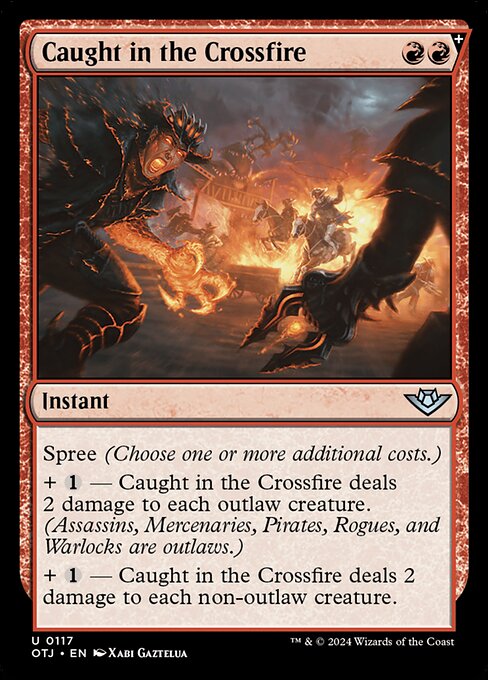 Caught in the Crossfire
Instant
Spree (Choose one or more additional costs.)
+ 1 — Caught in the Crossfire deals
2 damage to each outlaw creature.
(Assassins, Mercenaries, Pirates, Rogues, and
Warlocks are outlaws.)
+ 1 — Caught in the Crossfire deals 2
damage to each non-outlaw creature.
U 0117
OTJ • EN Xabi Gaztelua
™ & © 2024 Wizards of the Coast